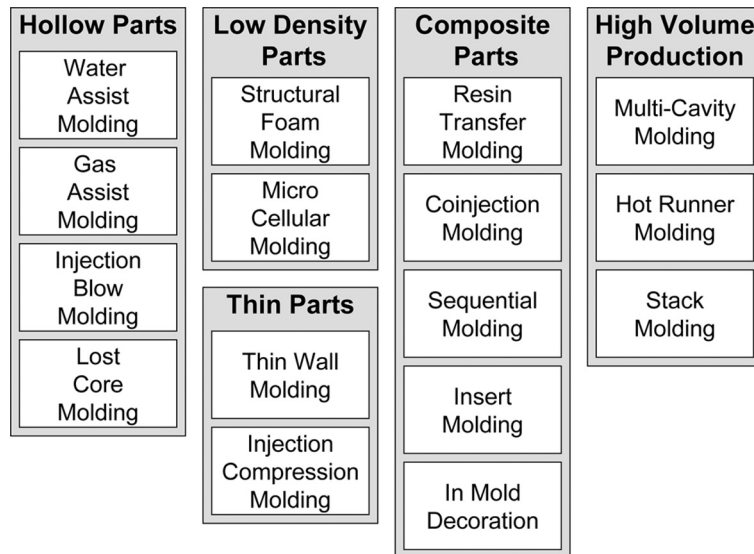 Hollow Parts
Water
Assist
Molding
Gas
Assist
Molding
Injection
Blow
Molding
Lost
Core
Molding
Low Density
Parts
Structural
Foam
Molding
Micro
Cellular
Molding
Thin Parts
Thin Wall
Molding
Injection
Compression
Molding
Composite
Parts
Resin
Transfer
Molding
Coinjection
Molding
Sequential
Molding
Insert
Molding
In Mold
Decoration
High Volume
Production
Multi-Cavity
Molding
Hot Runner
Molding
Stack
Molding